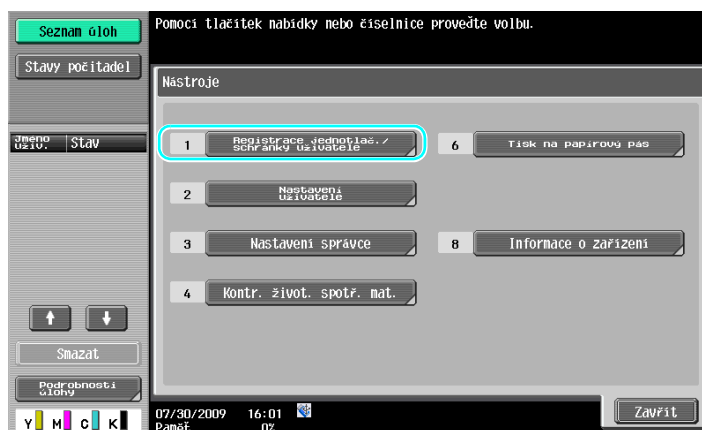 Seznam úloh
Stavy počitadel
Jméno uživ.
Stav
Smazat
Podrobnosti úlohy
Y M C K
Pomocí tlačítek nabídky nebo číselnice proveďte volbu.
Nástroje
1 Registrace jednotlač./
schránky uživatele
6 Tisk na papírový pás
2 Nastavení
uživatele
3 Nastavení správce
8 Informace o zařízení
4 Kontr. život. spotř. mat.
07/30/2009 16:01
Paměť 0%
Zavřít